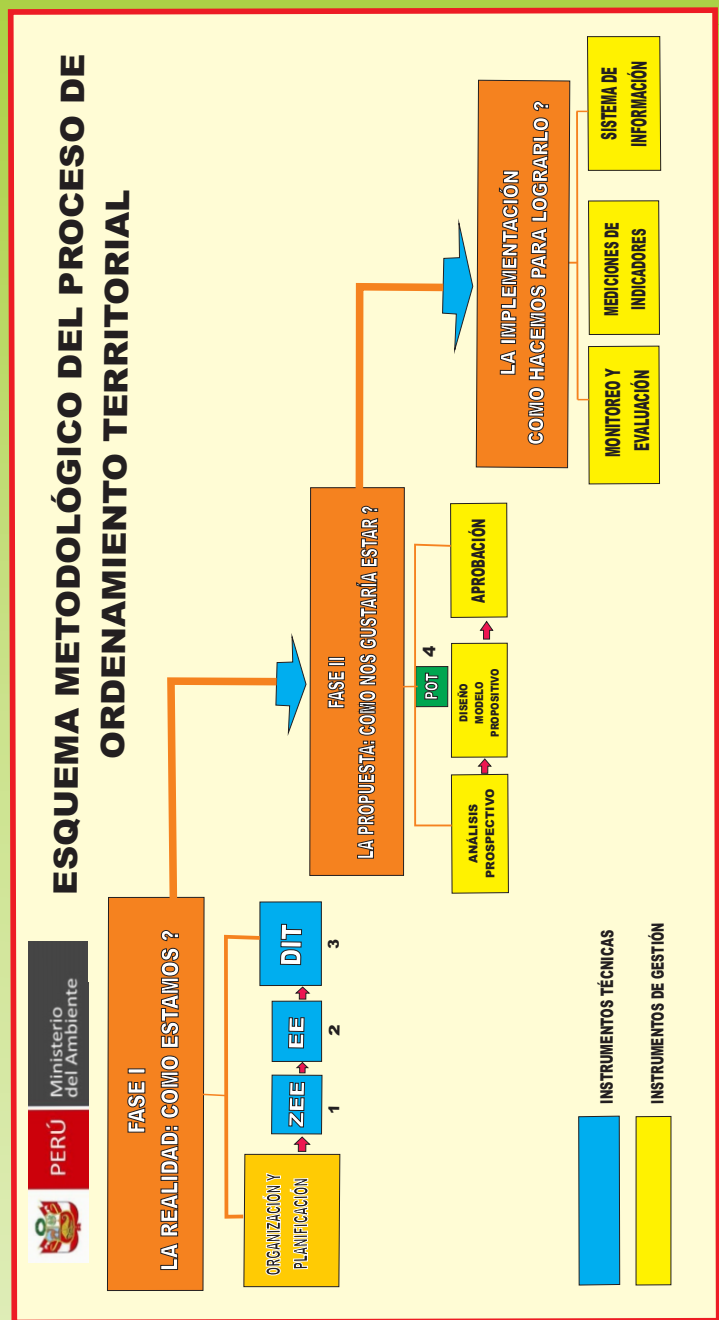 PERÚ
Ministerio
del Ambiente
ESQUEMA METODOLÓGICO DEL PROCESO DE
ORDENAMIENTO TERRITORIAL
FASE I
LA REALIDAD: COMO ESTAMOS ?
ORGANIZACIÓN Y
PLANIFICACIÓN
ZEE
EE
DIT
1
2
3
FASE II
LA PROPUESTA: COMO NOS GUSTARÍA ESTAR ?
POT
4
ANÁLISIS
PROSPECTIVO
DISEÑO
MODELO
PROPOSITIVO
APROBACIÓN
LA IMPLEMENTACIÓN
COMO HACEMOS PARA LOGRARLO ?
MONITOREO Y
EVALUACIÓN
MEDICIONES DE
INDICADORES
SISTEMA DE
INFORMACIÓN
INSTRUMENTOS TÉCNICAS
INSTRUMENTOS DE GESTIÓN